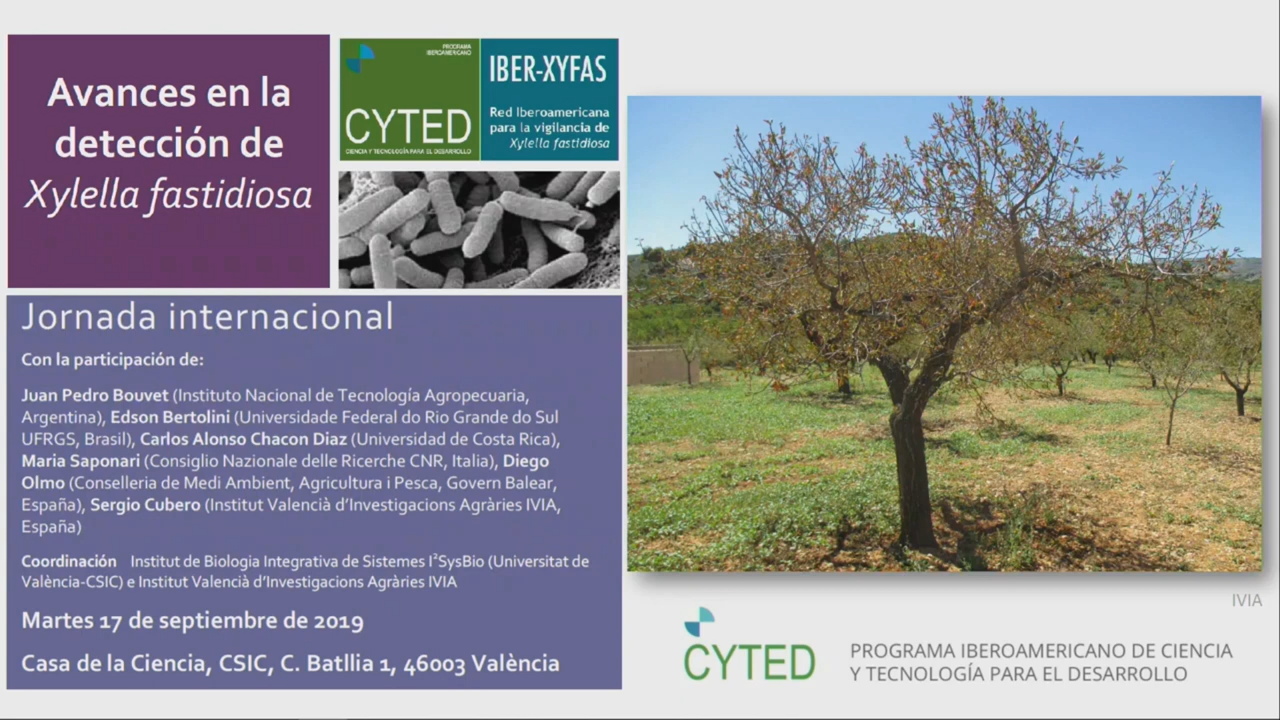 Avances en la
detección de
Xylella fastidiosa
PROGRAMA
IBEROAMERICANO
CYTED
CIENCIA Y TECNOLOGÍA PARA EL DESARROLLO
IBER-XYFAS
Red Iberoamericana
para la vigilancia de
Xylella fastidiosa
Jornada internacional
Con la participación de:
Juan Pedro Bouvet (Instituto Nacional de Tecnología Agropecuaria,
Argentina), Edson Bertolini (Universidade Federal do Rio Grande do Sul
UFRGS, Brasil), Carlos Alonso Chacon Diaz (Universidad de Costa Rica),
Maria Saponari (Consiglio Nazionale delle Ricerche CNR, Italia), Diego
Olmo (Conselleria de Medi Ambient, Agricultura i Pesca, Govern Balear,
España), Sergio Cubero (Institut Valencià d'Investigacions Agràries IVIA,
España)
Coordinación Institut de Biologia Integrativa de Sistemes I²SysBio (Universitat de
València-CSIC) e Institut Valencià d'Investigacions Agràries IVIA
Martes 17 de septiembre de 2019
Casa de la Ciencia, CSIC, C. Batllia 1, 46003 València
IVIA
CYTED
PROGRAMA IBEROAMERICANO DE CIENCIA
Y TECNOLOGÍA PARA EL DESARROLLO